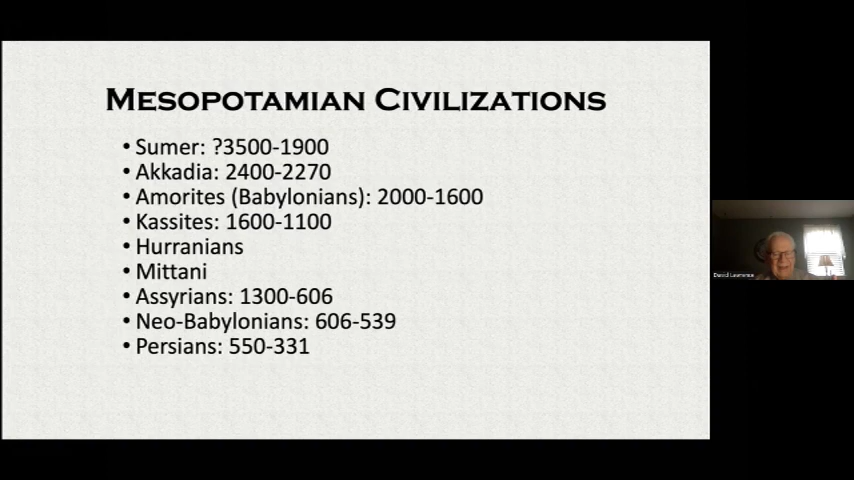 MESOPOTAMIAN CIVILIZATIONS
• Sumer: ?3500-1900
• Akkadia: 2400-2270
• Amorites (Babylonians): 2000-1600
• Kassites: 1600-1100
• Hurranians
• Mittani
• Assyrians: 1300-606
• Neo-Babylonians: 606-539
• Persians: 550-331
David